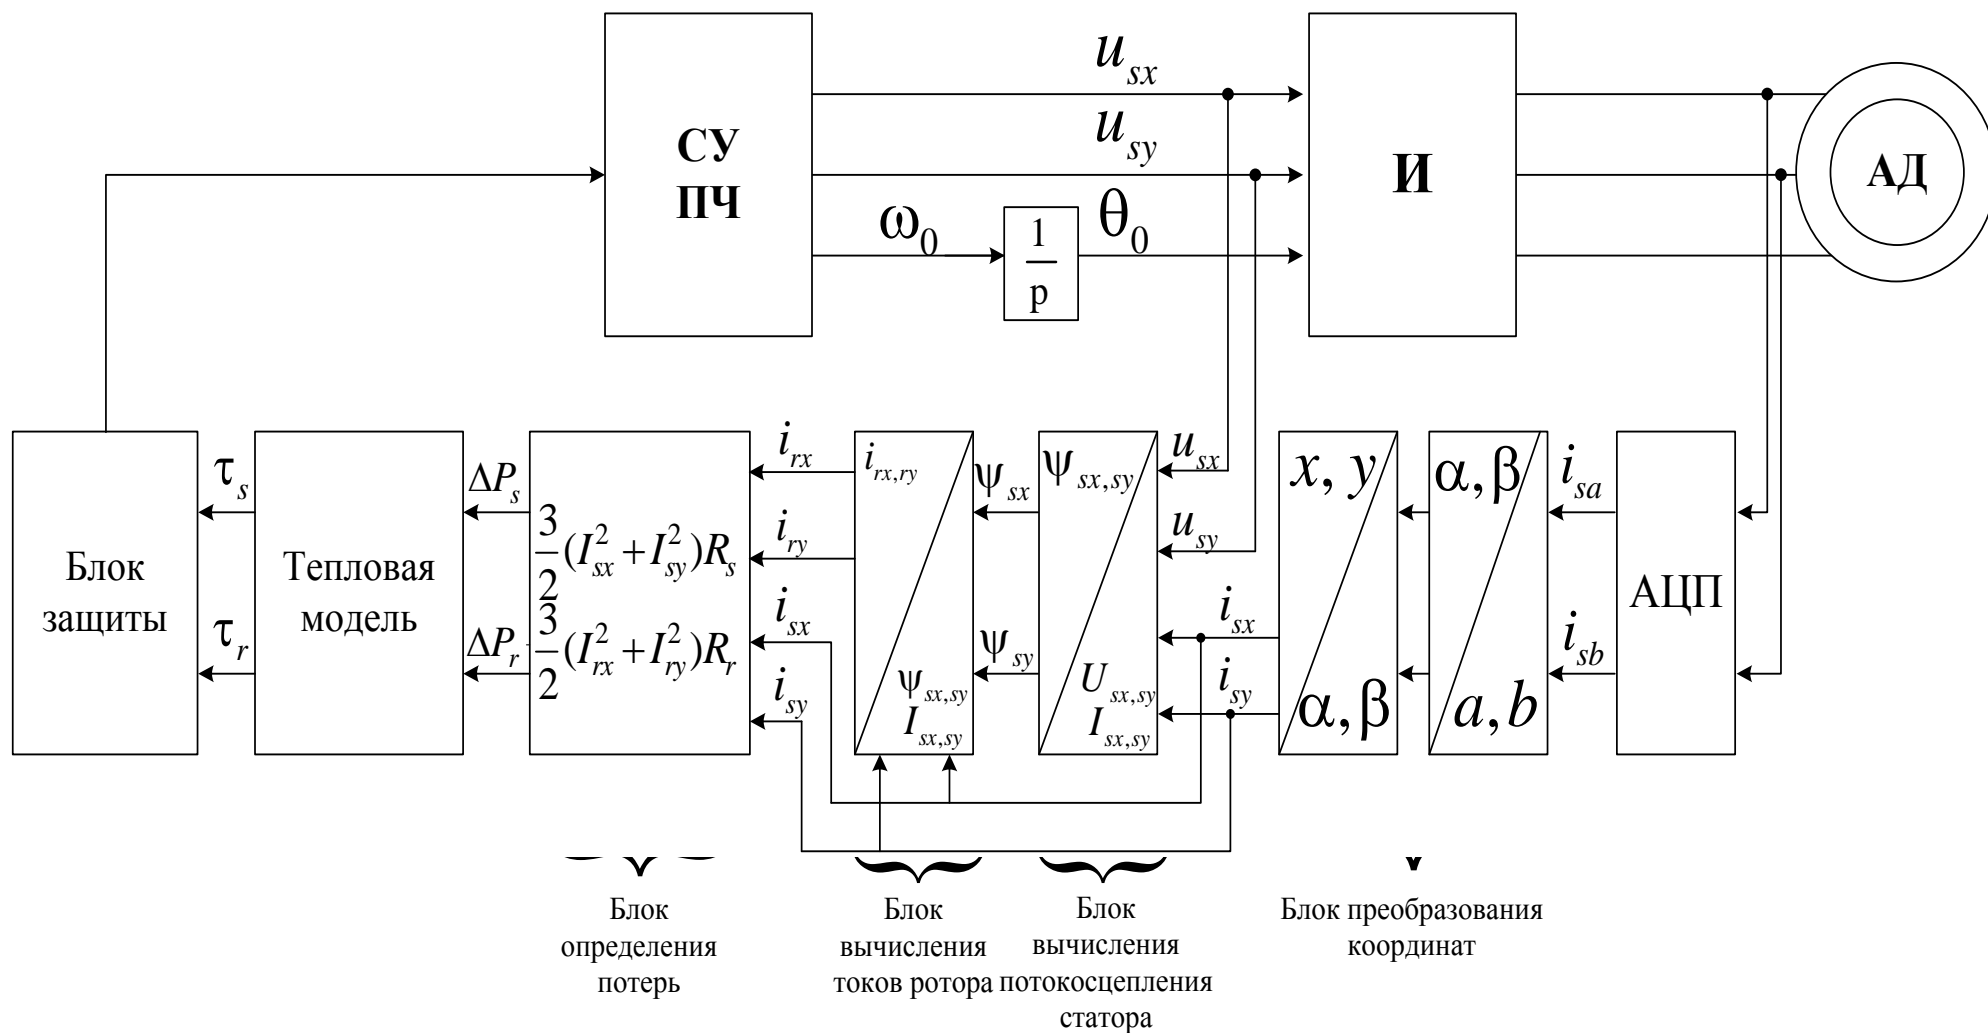 u_sx
u_sy
СУ
ПЧ
И
АД
ω_0
1
p
θ_0
Блок
защиты
τ_s
τ_r
Тепловая
модель
ΔP_s
ΔP_r
3/2(I_sx^2+I_sy^2)R_s
3/2(I_rx^2+I_ry^2)R_r
i_rx
i_ry
i_sx
i_sy
i_rx,ry
ψ_sx,sy
I_sx,sy
ψ_sx
ψ_sy
ψ_sx,sy
U_sx,sy
I_sx,sy
u_sx
u_sy
i_sx
i_sy
x, y
α,β
α,β
a,b
i_sa
i_sb
АЦП
Блок
определения
потерь
Блок
вычисления
токов ротора
Блок
вычисления
потокосцепления
статора
Блок преобразования
координат